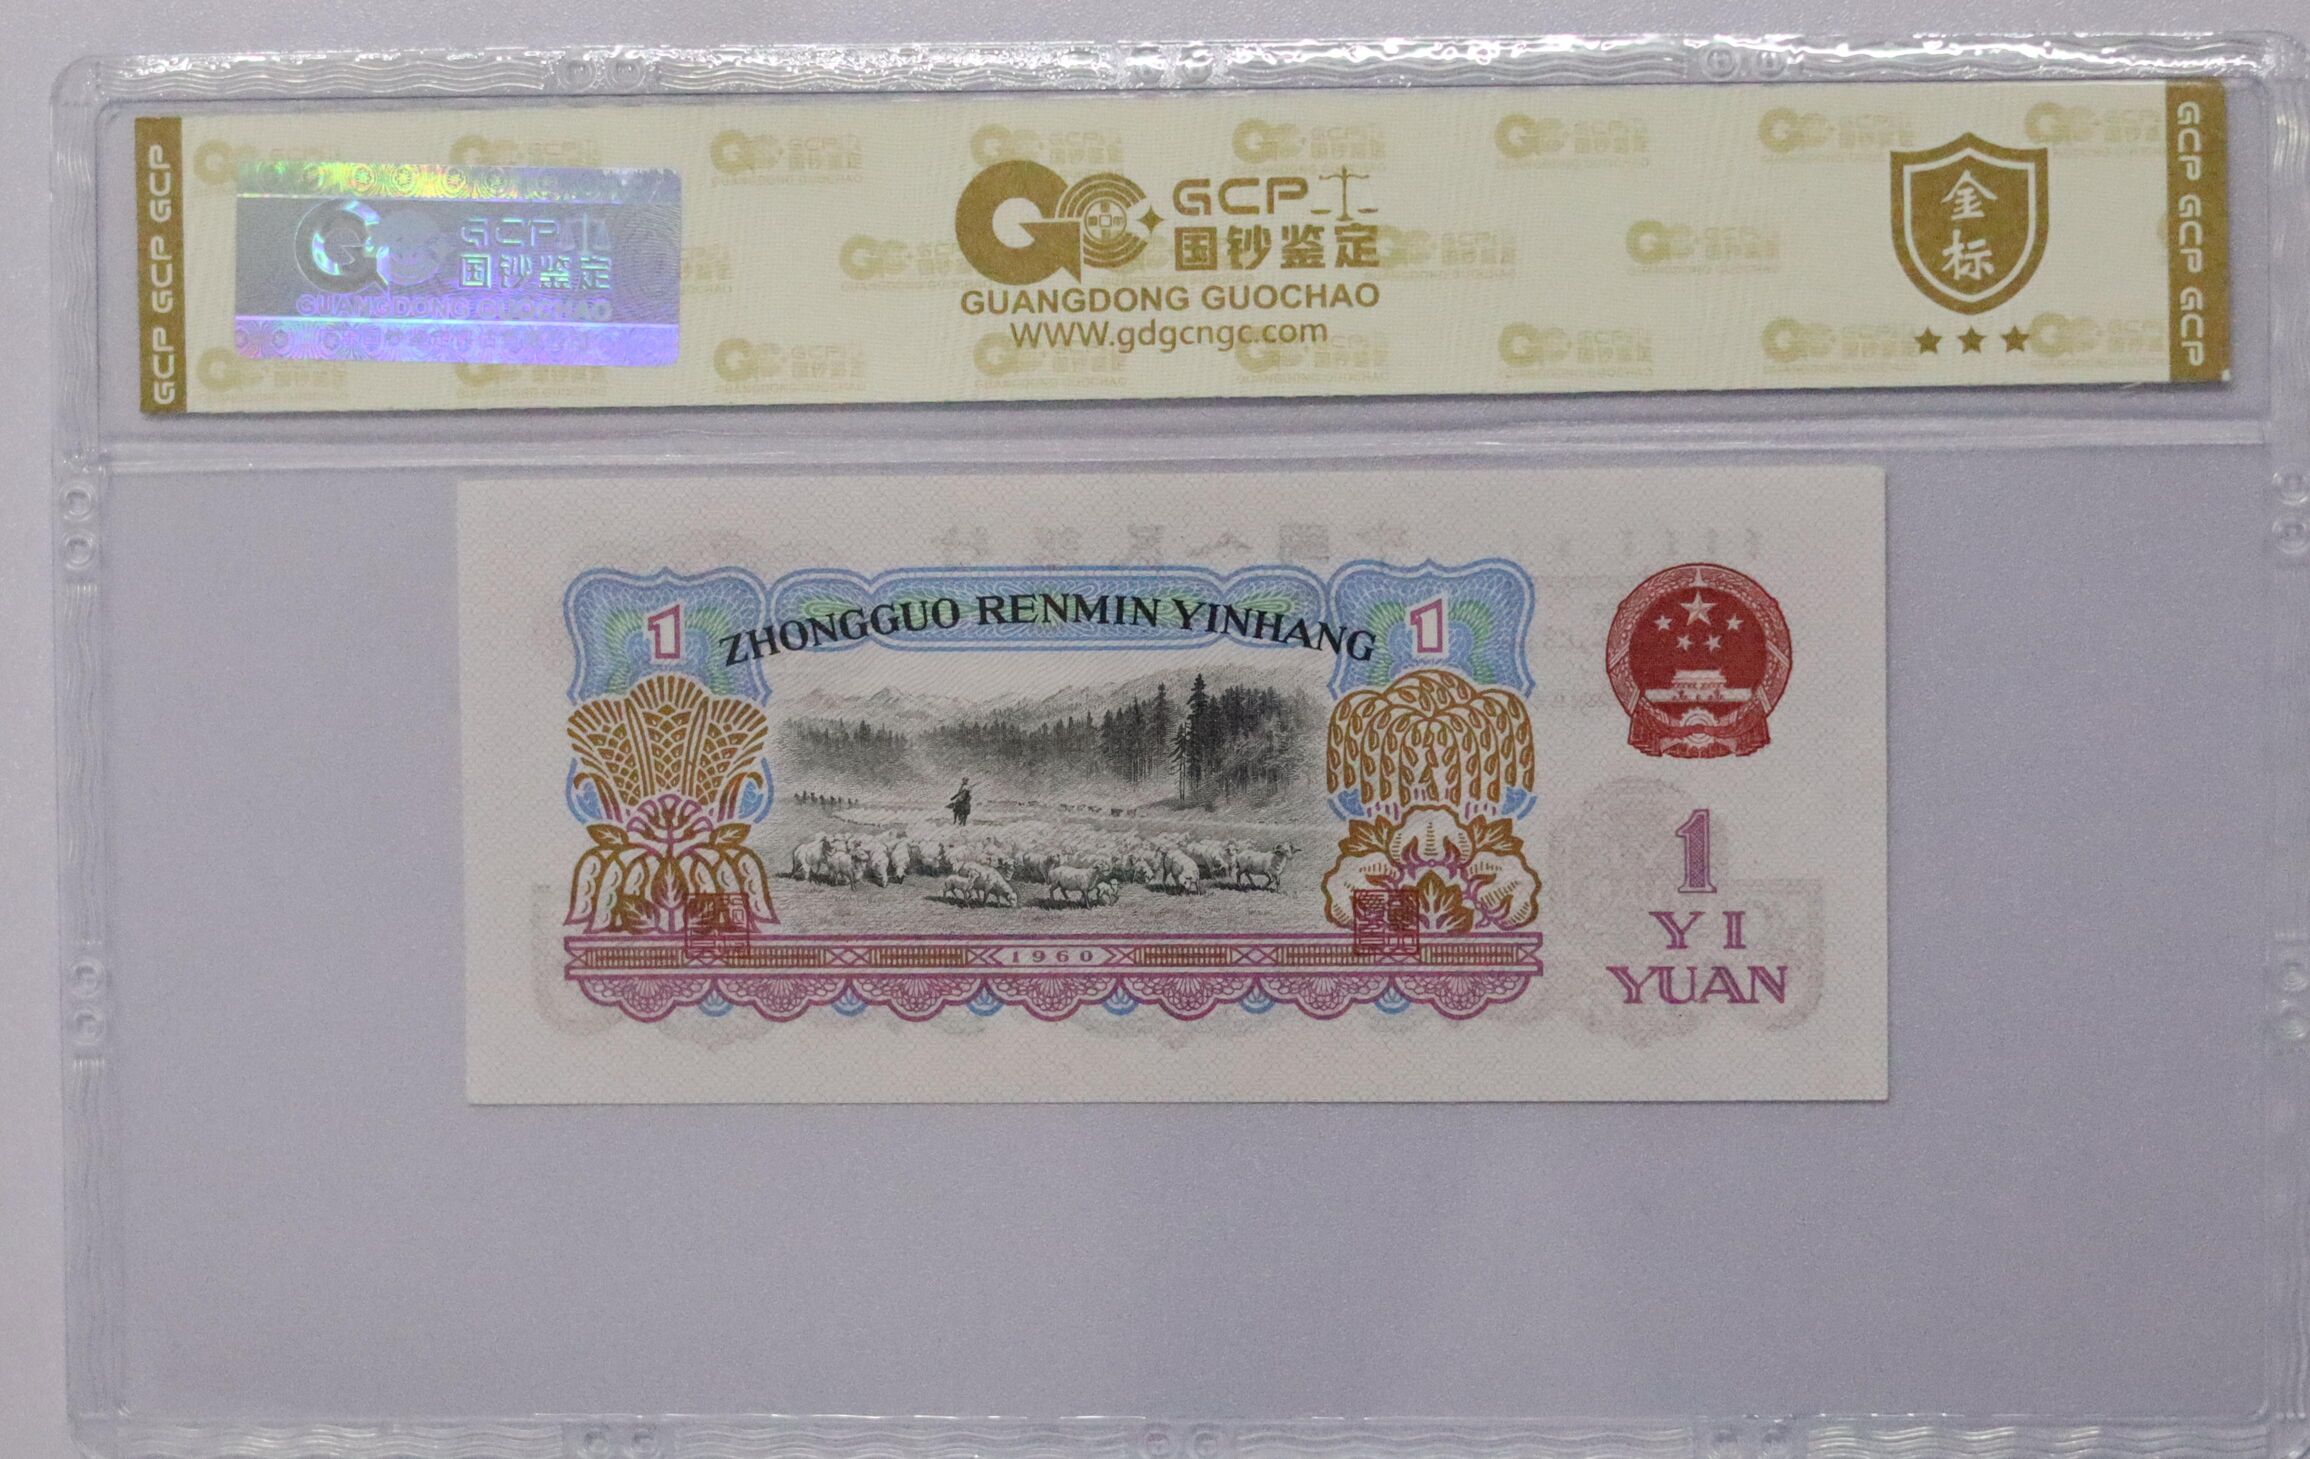 GCP GCP GCP
GCP
国钞鉴定
GUANGDONG GUOCHAO
GCP
国钞鉴定
GUANGDONG GUOCHAO
WWW.gdgcngc.com
金
标
GCP GCP GCP
1
ZHONGGUO RENMIN YINHANG
1
1960
1
YI
YUAN